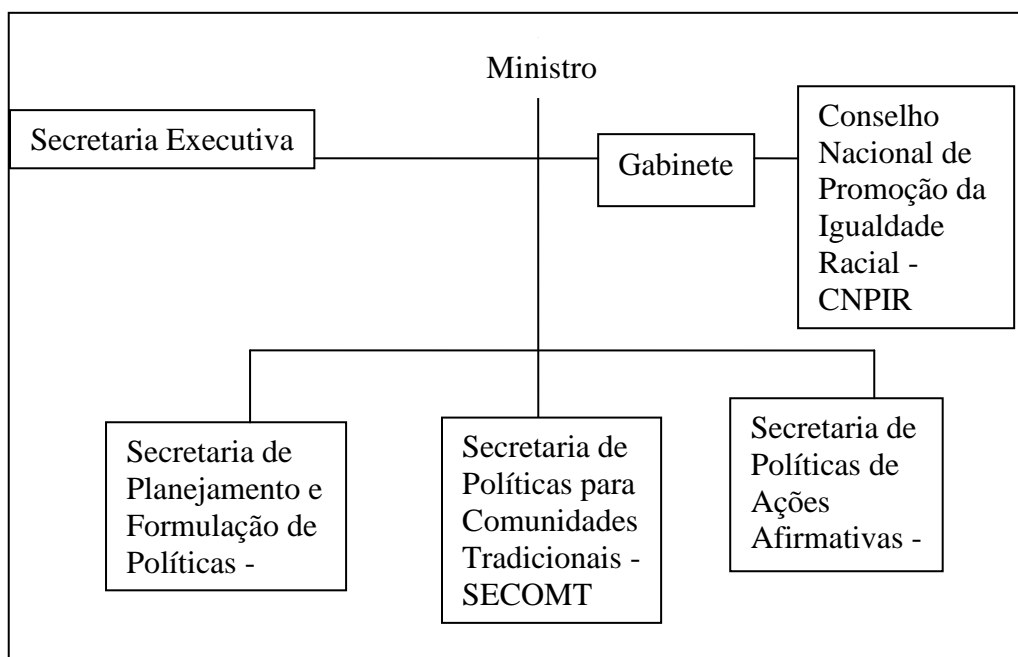 Ministro
Secretaria Executiva
Gabinete
Conselho
Nacional de
Promoção da
Igualdade
Racial -
CNPIR
Secretaria de
Planejamento e
Formulação de
Políticas -
Secretaria de
Políticas para
Comunidades
Tradicionais -
SECOMT
Secretaria de
Políticas de
Ações
Afirmativas -